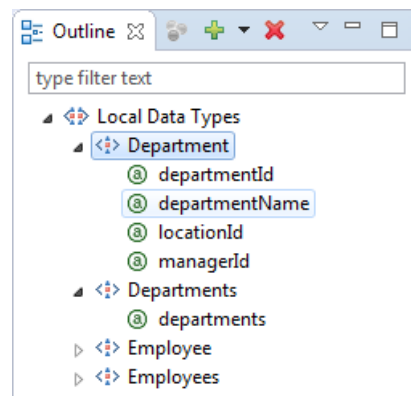 Outline
type filter text
Local Data Types
Department
departmentId
departmentName
locationId
managerId
Departments
departments
Employee
Employees